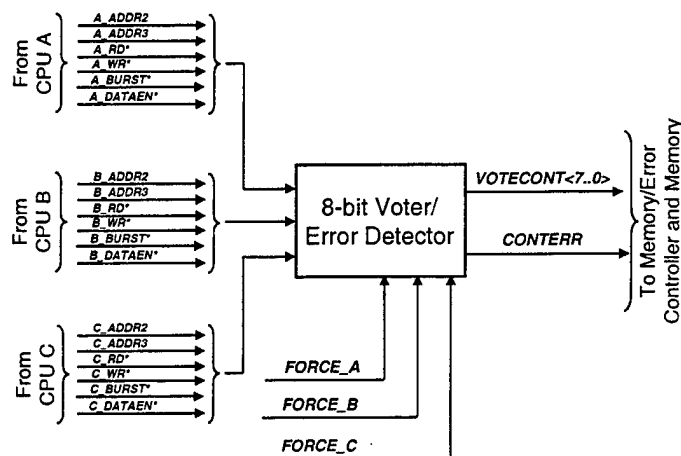 From
CPU A
A_ADDR2
A_ADDR3
A_RD*
A_WR*
A_BURST*
A_DATAEN*
From
CPU B
B_ADDR2
B_ADDR3
B_RD*
B_WR*
B_BURST*
B_DATAEN*
From
CPU C
C_ADDR2
C_ADDR3
C_RD*
C_WR*
C_BURST*
C_DATAEN*
8-bit Voter/
Error Detector
FORCE_A
FORCE_B
FORCE_C
VOTECONT<7..0>
CONTERR
To Memory/Error
Controller and Memory